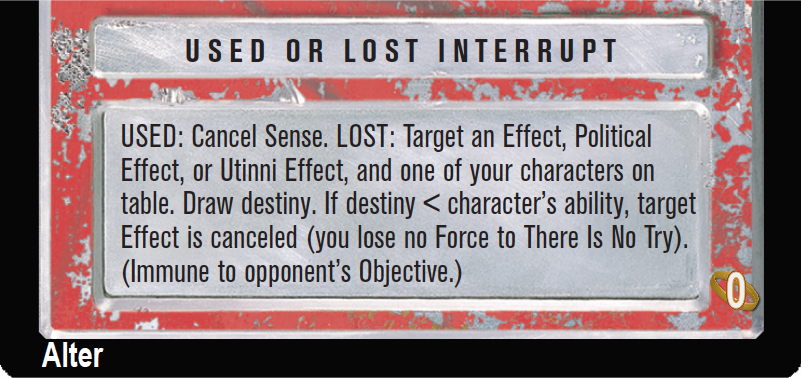 USED OR LOST INTERRUPT
USED: Cancel Sense. LOST: Target an Effect, Political
Effect, or Utinni Effect, and one of your characters on
table. Draw destiny. If destiny < character's ability, target
Effect is canceled (you lose no Force to There Is No Try).
(Immune to opponent's Objective.)
0
Alter